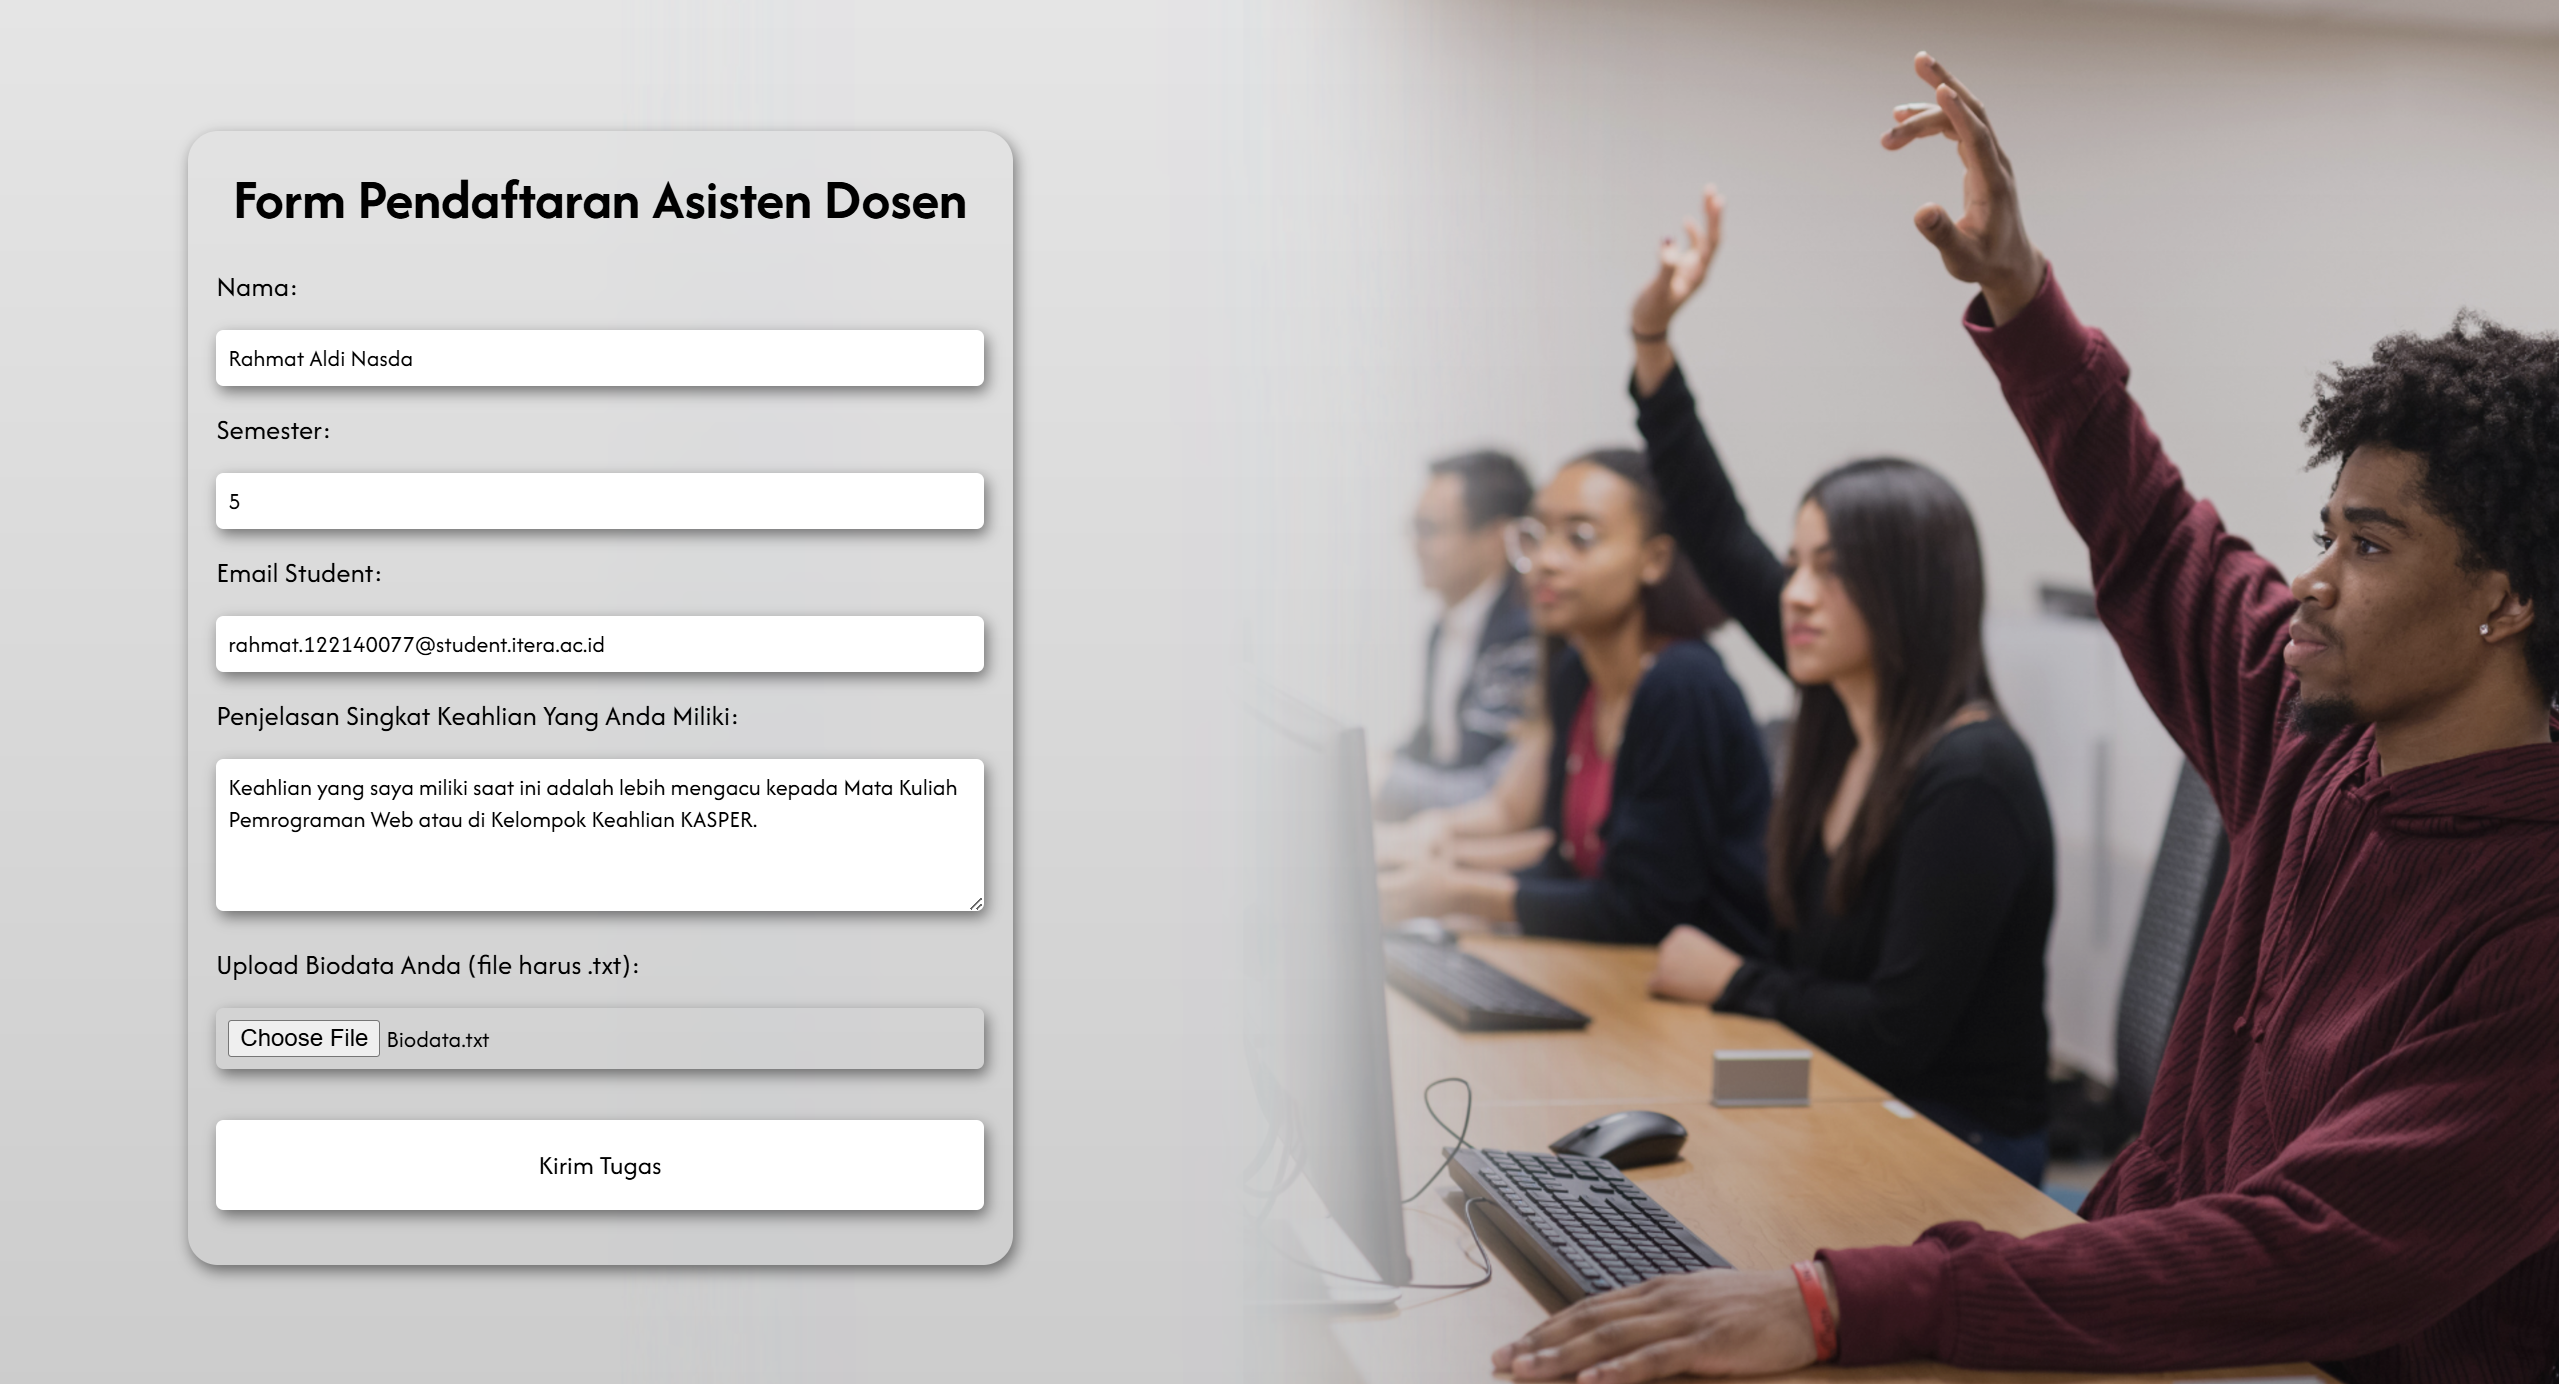 Form Pendaftaran Asisten Dosen
Nama:
Rahmat Aldi Nasda
Semester:
5
Email Student:
rahmat.122140077@student.itera.ac.id
Penjelasan Singkat Keahlian Yang Anda Miliki:
Keahlian yang saya miliki saat ini adalah lebih mengacu kepada Mata Kuliah
Pemrograman Web atau di Kelompok Keahlian KASPER.
Upload Biodata Anda (file harus .txt):
Choose File Biodata.txt
Kirim Tugas